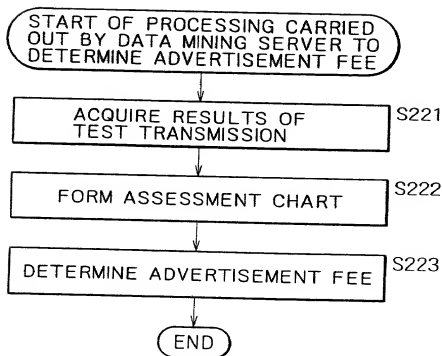 START OF PROCESSING CARRIED
OUT BY DATA MINING SERVER TO
DETERMINE ADVERTISEMENT FEE
ACQUIRE RESULTS OF
TEST TRANSMISSION
S221
FORM ASSESSMENT CHART
S222
DETERMINE ADVERTISEMENT FEE
S223
END